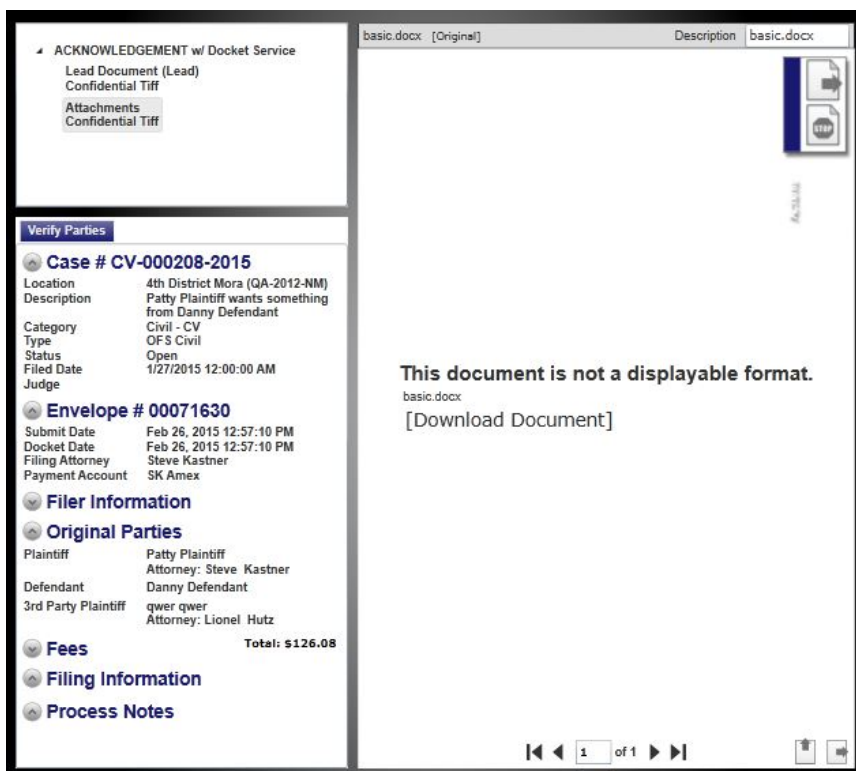 ACKNOWLEDGEMENT w/ Docket Service
Lead Document (Lead)
Confidential Tiff
Attachments
Confidential Tiff
Verify Parties
Case # CV-000208-2015
Location 4th District Mora (QA-2012-NM)
Description Patty Plaintiff wants something
from Danny Defendant
Category Civil - CV
Type OFS Civil
Status Open
Filed Date 1/27/2015 12:00:00 AM
Judge
Envelope # 00071630
Submit Date Feb 26, 2015 12:57:10 PM
Docket Date Feb 26, 2015 12:57:10 PM
Filing Attorney Steve Kastner
Payment Account SK Amex
Filer Information
Original Parties
Plaintiff Patty Plaintiff
Attorney: Steve Kastner
Defendant Danny Defendant
3rd Party Plaintiff qwer qwer
Attorney: Lionel Hutz
Fees Total: $126.08
Filing Information
Process Notes
basic.docx [Original] Description basic.docx
STOP
This document is not a displayable format.
basic.docx
[Download Document]
1 of 1